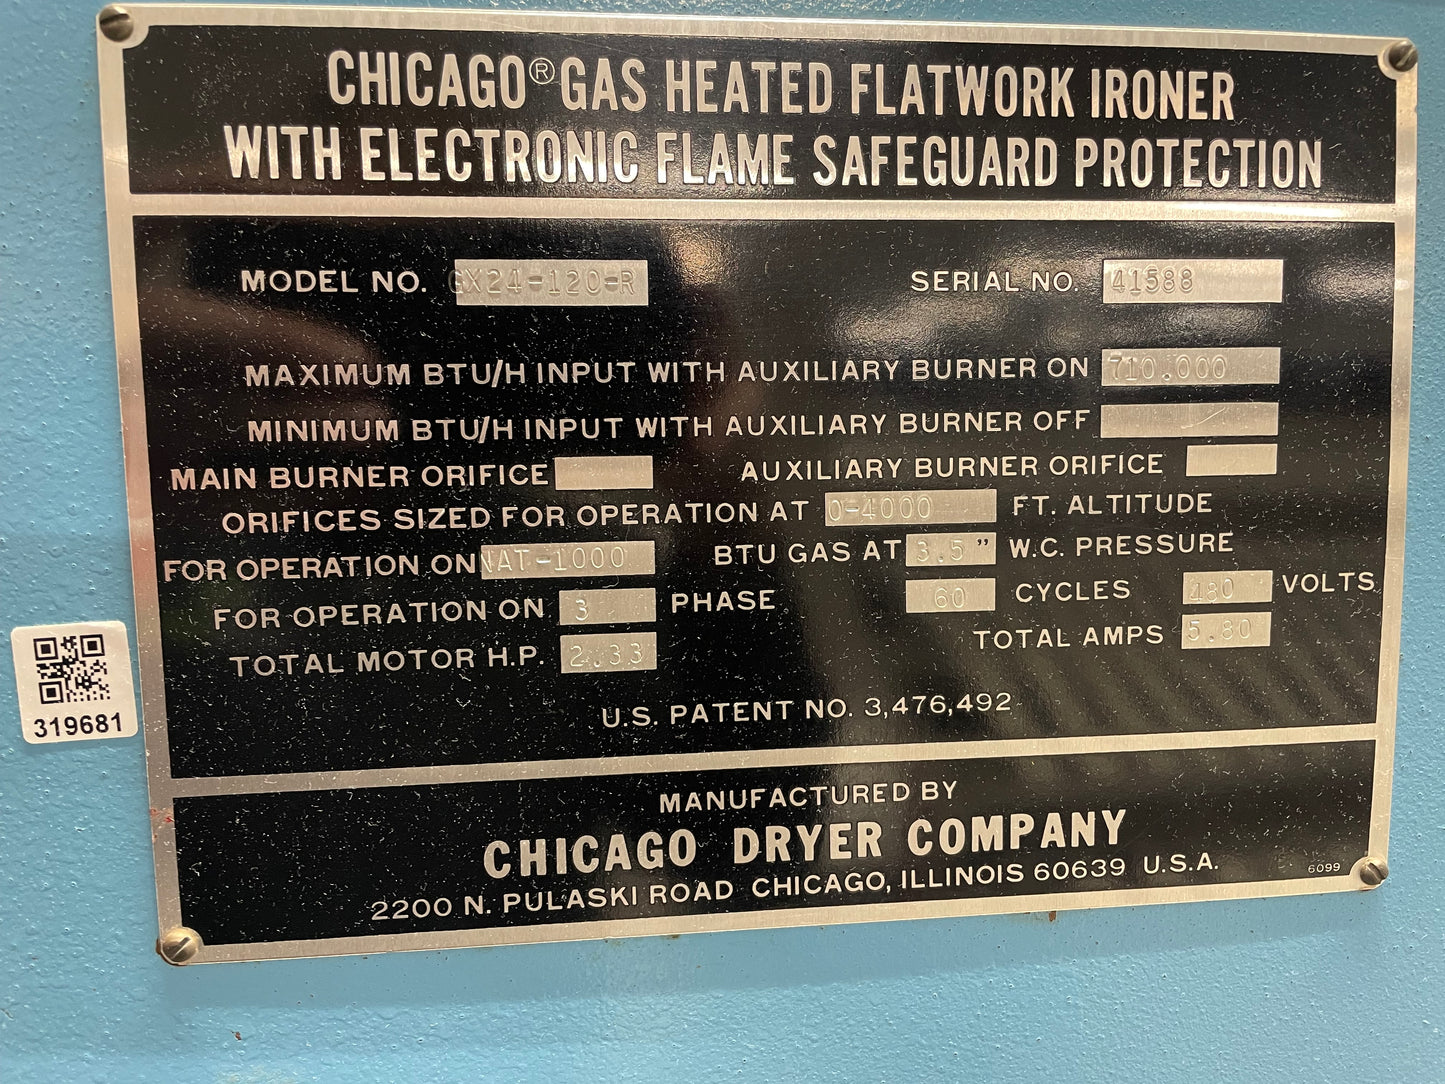 CHICAGO® GAS HEATED FLATWORK IRONER
WITH ELECTRONIC FLAME SAFEGUARD PROTECTION
MODEL NO. GX24-120-R SERIAL NO. 41588
MAXIMUM BTU/H INPUT WITH AUXILIARY BURNER ON 710.000
MINIMUM BTU/H INPUT WITH AUXILIARY BURNER OFF
MAIN BURNER ORIFICE AUXILIARY BURNER ORIFICE
ORIFICES SIZED FOR OPERATION AT 0-4000 FT. ALTITUDE
FOR OPERATION ON NAT-1000 BTU GAS AT 3.5" W.C. PRESSURE
FOR OPERATION ON 3 PHASE 60 CYCLES 480 VOLTS
TOTAL MOTOR H.P. 2.33 TOTAL AMPS 5.80
U.S. PATENT NO. 3,476,492
MANUFACTURED BY
CHICAGO DRYER COMPANY
2200 N. PULASKI ROAD CHICAGO, ILLINOIS 60639 U.S.A.
6099
319681